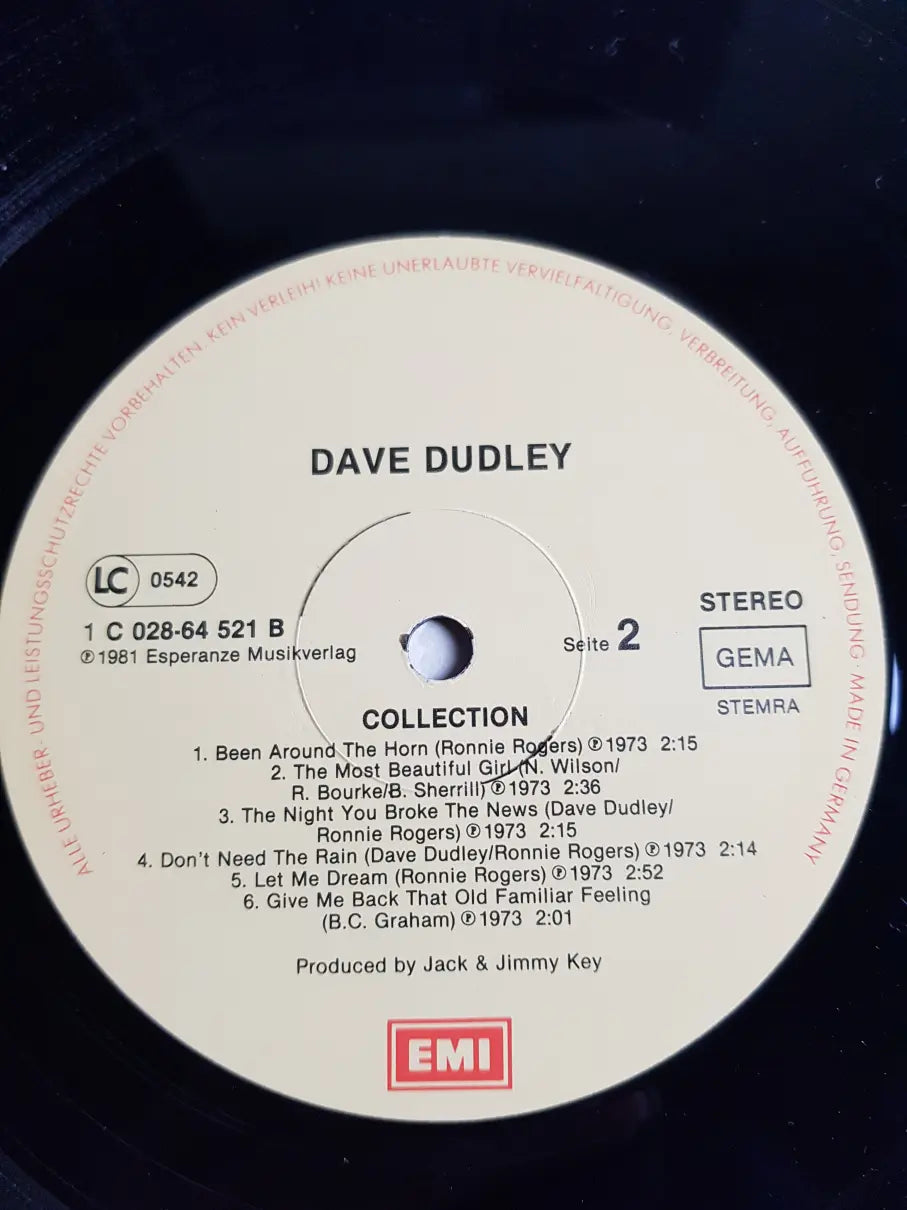 ALLE URHEBER- UND LEISTUNGSSCHUTZRECHTE VORBEHALTEN. KEIN VERLEIH! KEINE UNERLAUBTE VERVIELFÄLTIGUNG, VERBREITUNG, AUFFÜHRUNG, SENDUNG · MADE IN GERMANY
DAVE DUDLEY
LC 0542
1 C 028-64 521 B
℗1981 Esperanze Musikverlag
Seite 2
STEREO
GEMA
STEMRA
COLLECTION
1. Been Around The Horn (Ronnie Rogers) ℗1973 2:15
2. The Most Beautiful Girl (N. Wilson/
R. Bourke/B. Sherrill) ℗1973 2:36
3. The Night You Broke The News (Dave Dudley/
Ronnie Rogers) ℗1973 2:15
4. Don't Need The Rain (Dave Dudley/Ronnie Rogers) ℗1973 2:14
5. Let Me Dream (Ronnie Rogers) ℗1973 2:52
6. Give Me Back That Old Familiar Feeling
(B.C. Graham) ℗1973 2:01
Produced by Jack & Jimmy Key
EMI